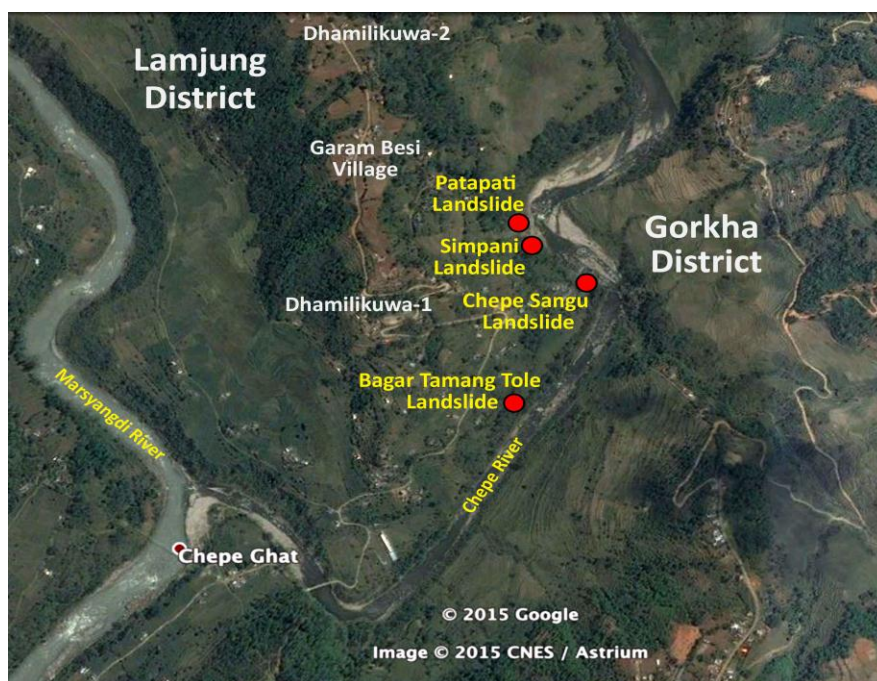 Dhamilikuwa-2
Lamjung
District
Garam Besi
Village
Patapati
Landslide
Simpani
Landslide
Gorkha
District
Dhamilikuwa-1
Chepe Sangu
Landslide
Bagar Tamang Tole
Landslide
Marsyangdi River
Chepe River
Chepe Ghat
© 2015 Google
Image © 2015 CNES / Astrium